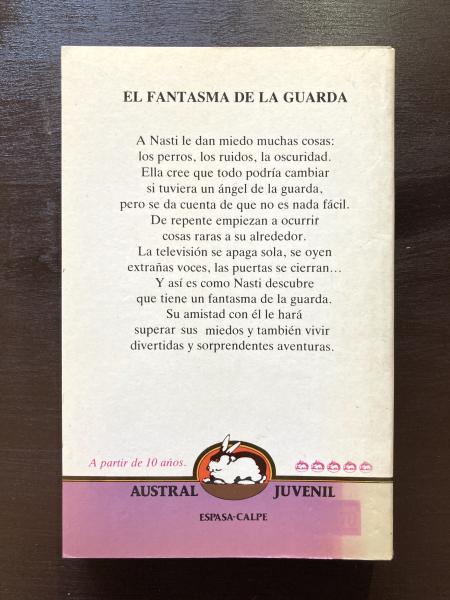 EL FANTASMA DE LA GUARDA
A Nasti le dan miedo muchas cosas:
los perros, los ruidos, la oscuridad.
Ella cree que todo podría cambiar
si tuviera un ángel de la guarda,
pero se da cuenta de que no es nada fácil.
De repente empiezan a ocurrir
cosas raras a su alrededor.
La televisión se apaga sola, se oyen
extrañas voces, las puertas se cierran...
Y así es como Nasti descubre
que tiene un fantasma de la guarda.
Su amistad con él le hará
superar sus miedos y también vivir
divertidas y sorprendentes aventuras.
A partir de 10 años.
AUSTRAL JUVENIL
ESPASA-CALPE